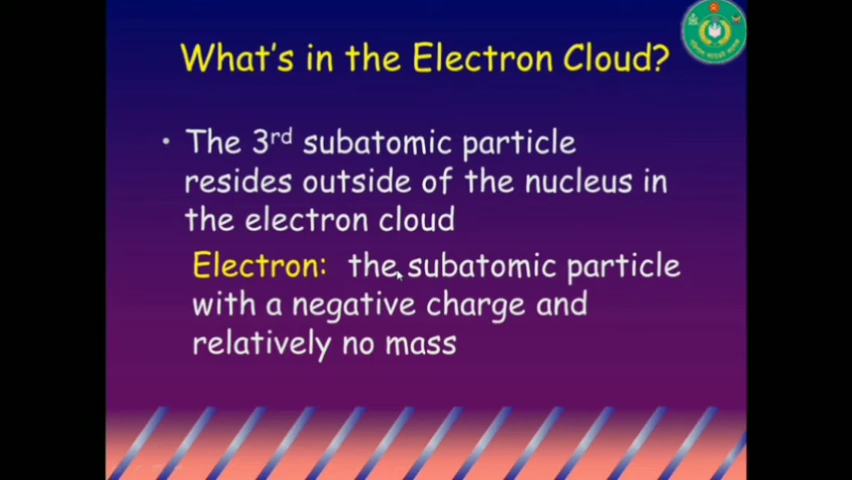 What's in the Electron Cloud?
• The 3rd subatomic particle
resides outside of the nucleus in
the electron cloud
Electron: the subatomic particle
with a negative charge and
relatively no mass